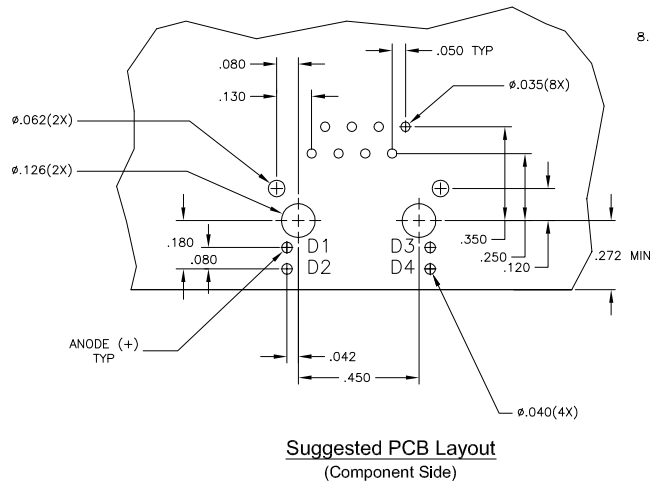 8.
.050 TYP
.080
.130
ø.035(8X)
ø.062(2X)
ø.126(2X)
.180
.080
D1
D3
D2
D4
.350
.250
.120
.272 MIN
ANODE (+)
TYP
.042
.450
ø.040(4X)
Suggested PCB Layout
(Component Side)